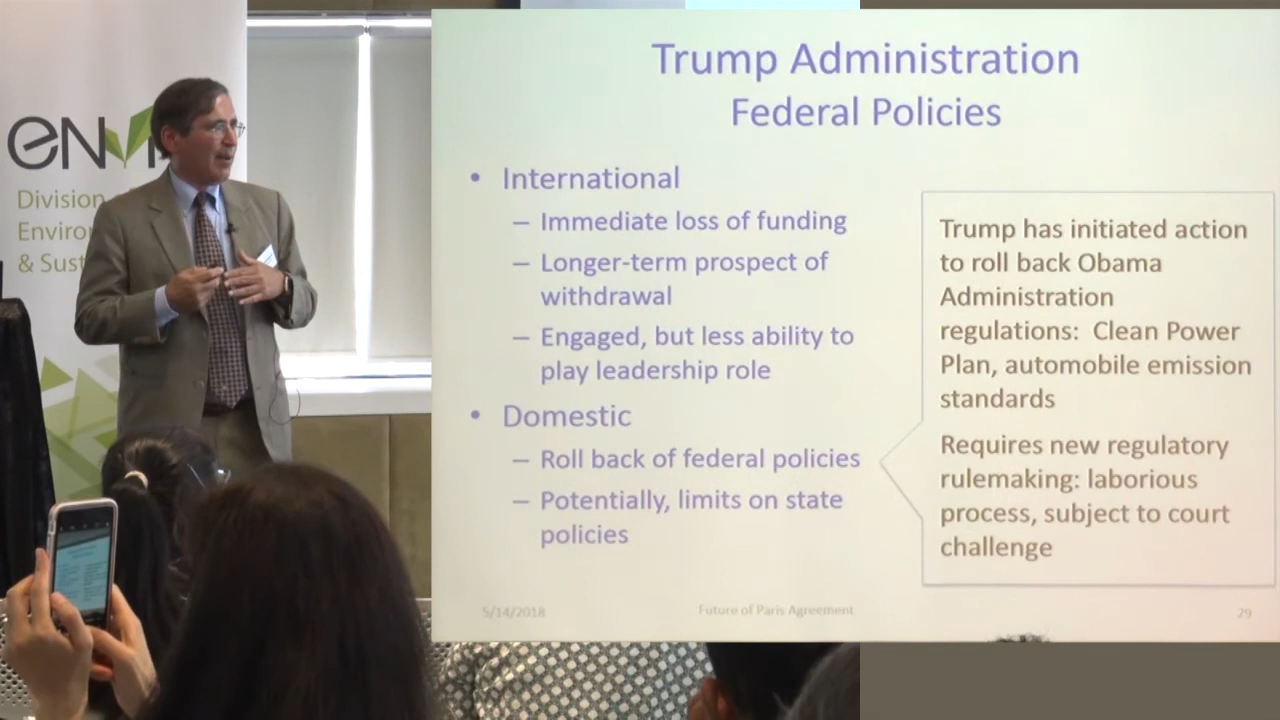 ENV
Division
Enviro
& Sust
Trump Administration
Federal Policies
• International
– Immediate loss of funding
– Longer-term prospect of
withdrawal
– Engaged, but less ability to
play leadership role
• Domestic
– Roll back of federal policies
– Potentially, limits on state
policies
Trump has initiated action
to roll back Obama
Administration
regulations: Clean Power
Plan, automobile emission
standards
Requires new regulatory
rulemaking: laborious
process, subject to court
challenge
5/14/2018
Future of Paris Agreement
29